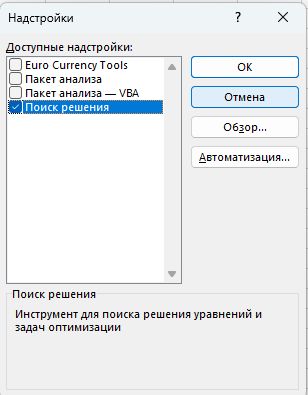 Надстройки
?
Доступные надстройки:
Euro Currency Tools
Пакет анализа
Пакет анализа — VBA
Поиск решения
ОК
Отмена
Обзор...
Автоматизация...
Поиск решения
Инструмент для поиска решения уравнений и
задач оптимизации